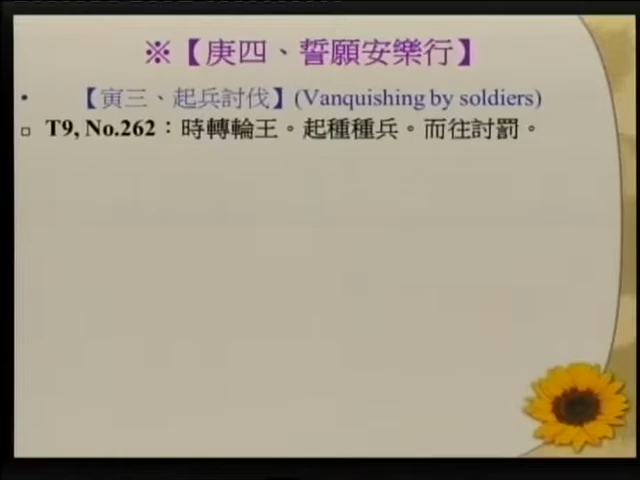 ※【庚四、誓願安樂行】
• 【寅三、起兵討伐】(Vanquishing by soldiers)
□ T9, No.262：時轉輪王。起種種兵。而往討罰。